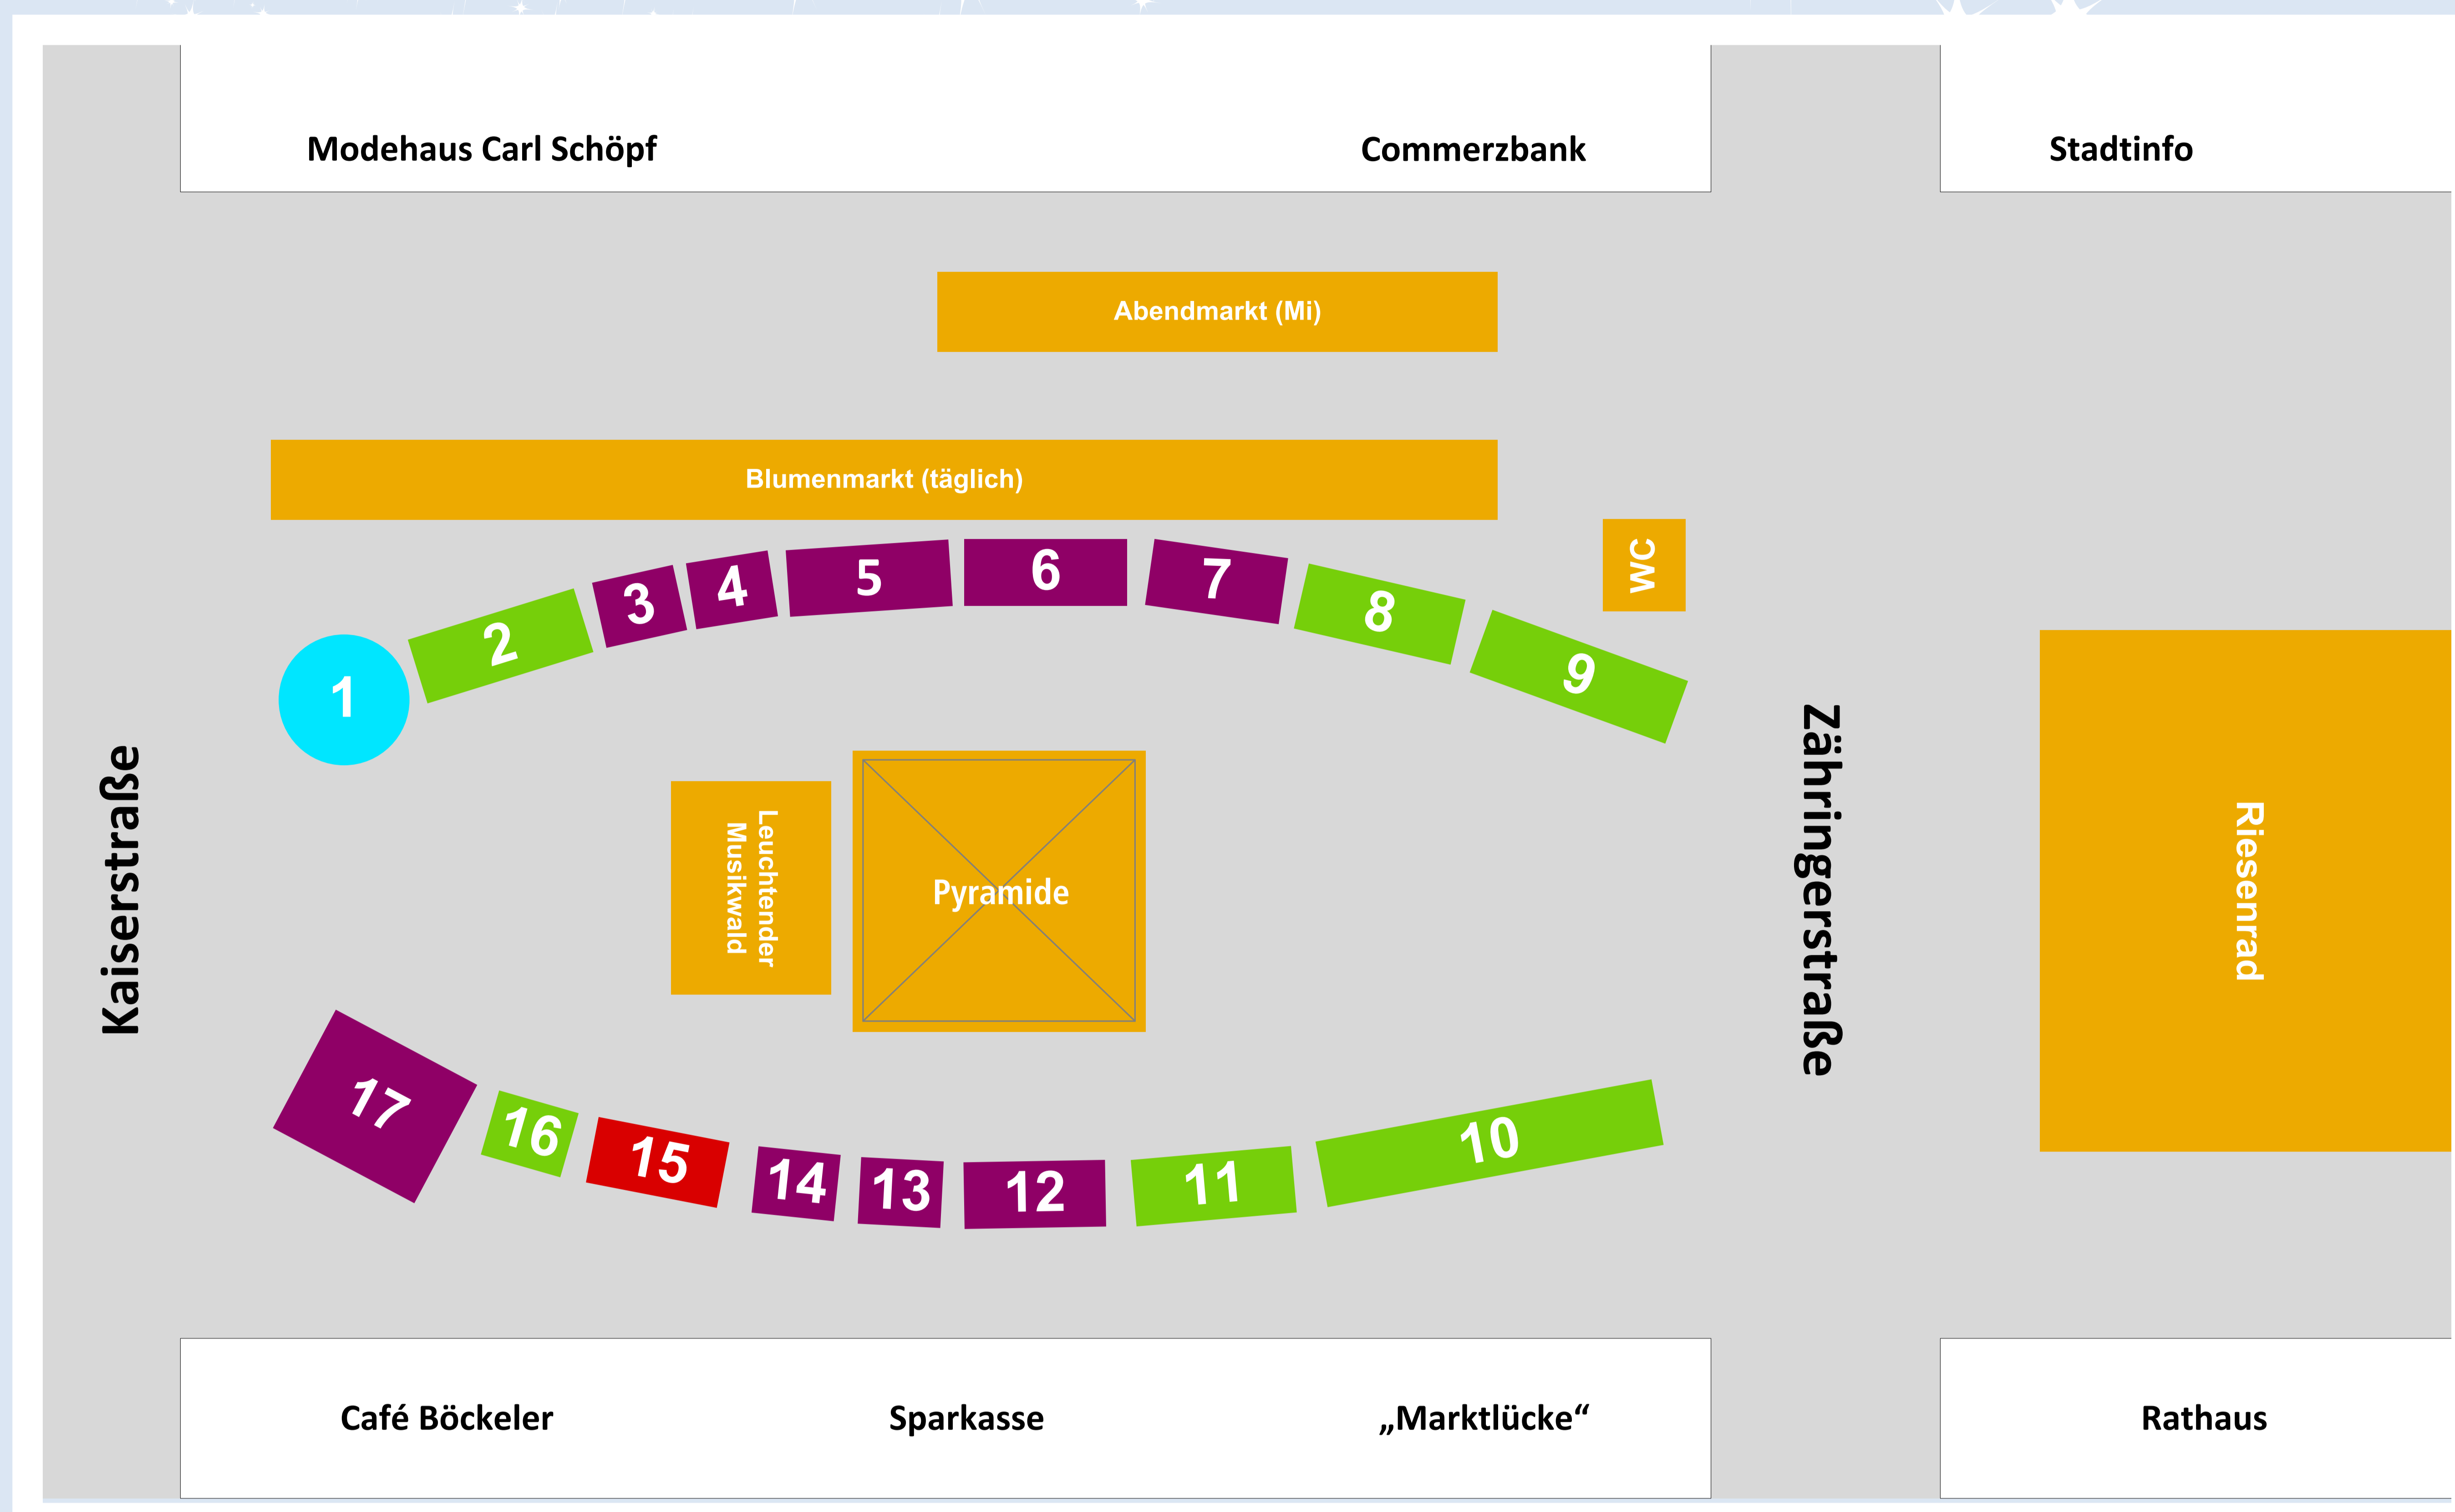 Modehaus Carl Schöpf
Commerzbank
Stadtinfo
Abendmarkt (Mi)
Blumenmarkt (täglich)
WC
1
2
3
4
5
6
7
8
9
Kaiserstraße
Leuchtender
Musikwald
Pyramide
Zähringerstraße
Riesenrad
17
16
15
14
13
12
11
10
Café Böckeler
Sparkasse
„Marktlücke“
Rathaus